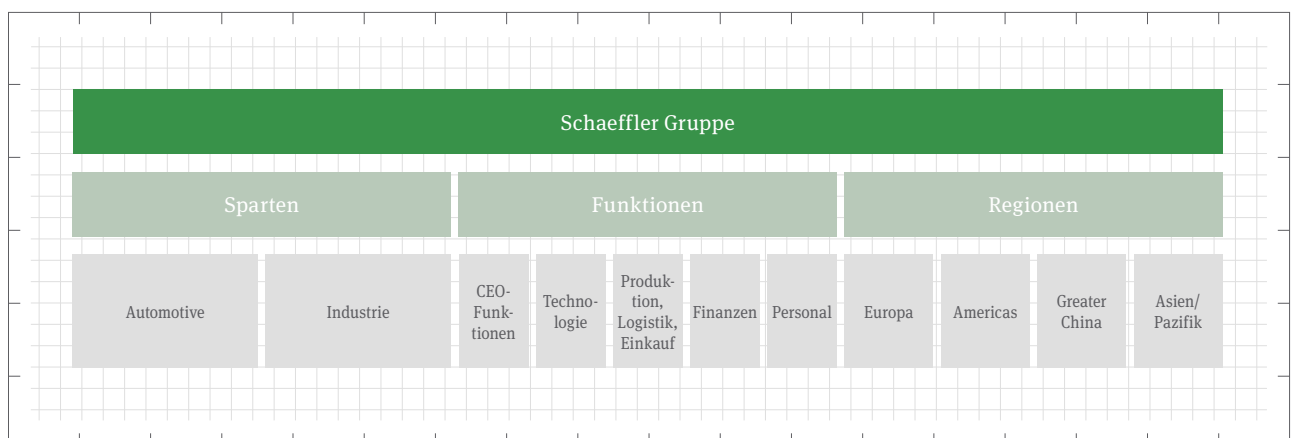 Schaeffler Gruppe
Sparten
Funktionen
Regionen
Automotive
Industrie
CEO-
Funk-
tionen
Techno-
logie
Produk-
tion,
Logistik,
Einkauf
Finanzen
Personal
Europa
Americas
Greater
China
Asien/
Pazifik